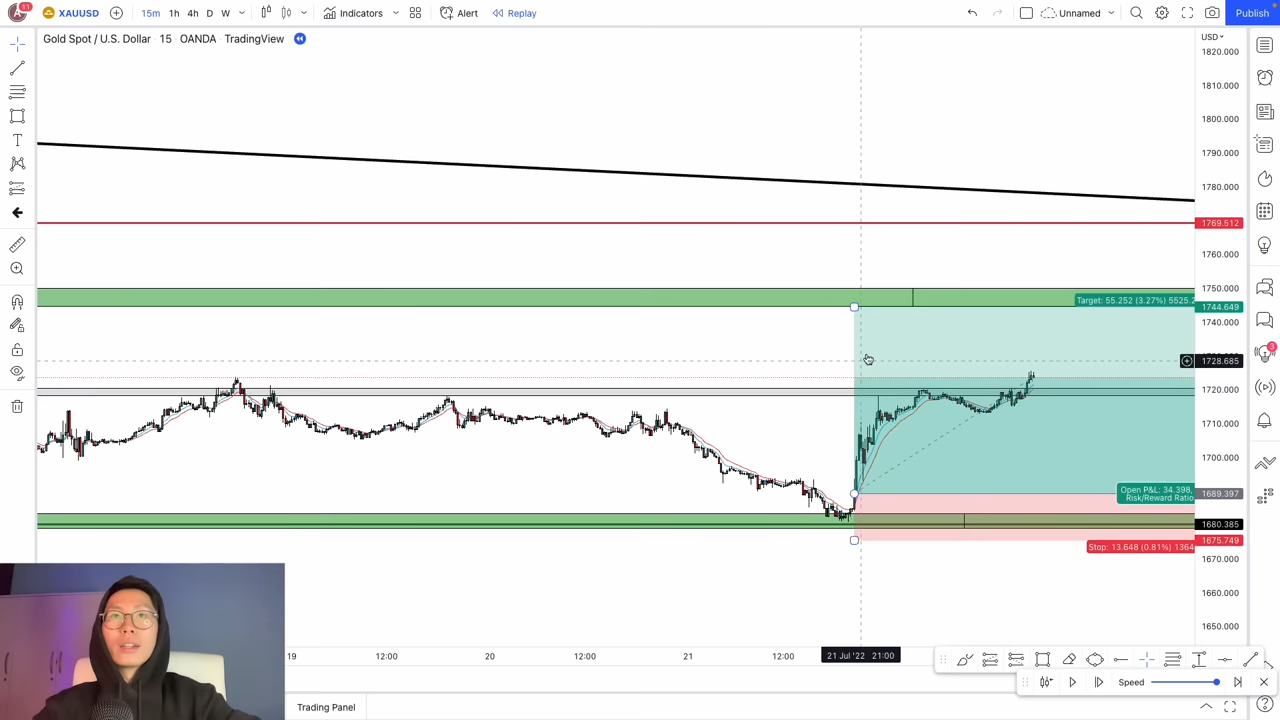 11
XAUUSD
15m 1h 4h D W
Indicators
Alert
Replay
Unnamed
Publish
Gold Spot / U.S. Dollar · 15 · OANDA · TradingView
USD
1820.000
1810.000
1800.000
1790.000
1780.000
1769.512
1760.000
1750.000
Target: 55.252 (3.27%) 5525.2
1744.649
1740.000
1728.685
3
1720.000
1710.000
1700.000
Open P&L: 34.398,
Risk/Reward Ratio
1689.397
1680.385
1675.749
Stop: 13.648 (0.81%) 1364
1670.000
1660.000
1650.000
1640.000
19
12:00
20
12:00
21
12:00
21 Jul '22 21:00
Speed
Trading Panel